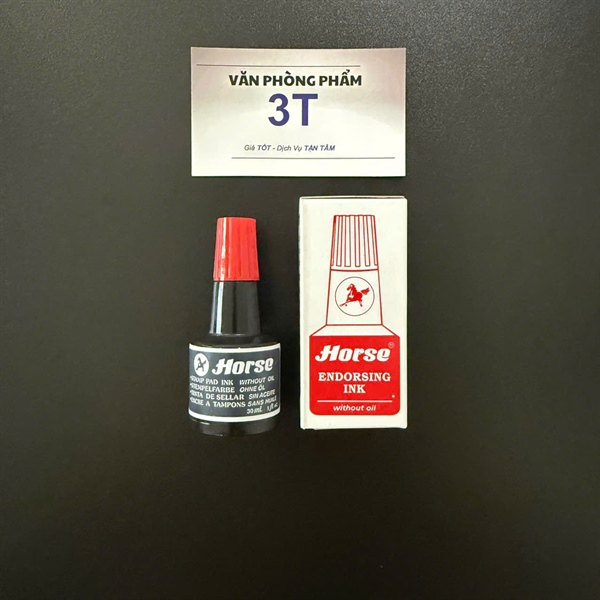 VĂN PHÒNG PHẨM
3T
Giá TỐT - Dịch Vụ TẬN TÂM
Horse
STAMP PAD INK WITHOUT OIL
STEMPELFARBE OHNE ÖL
TINTA DE SELLAR SIN ACEITE
ENCRE A TAMPONS SANS HUILE
30 ml.
Horse ®
ENDORSING
INK
without oil